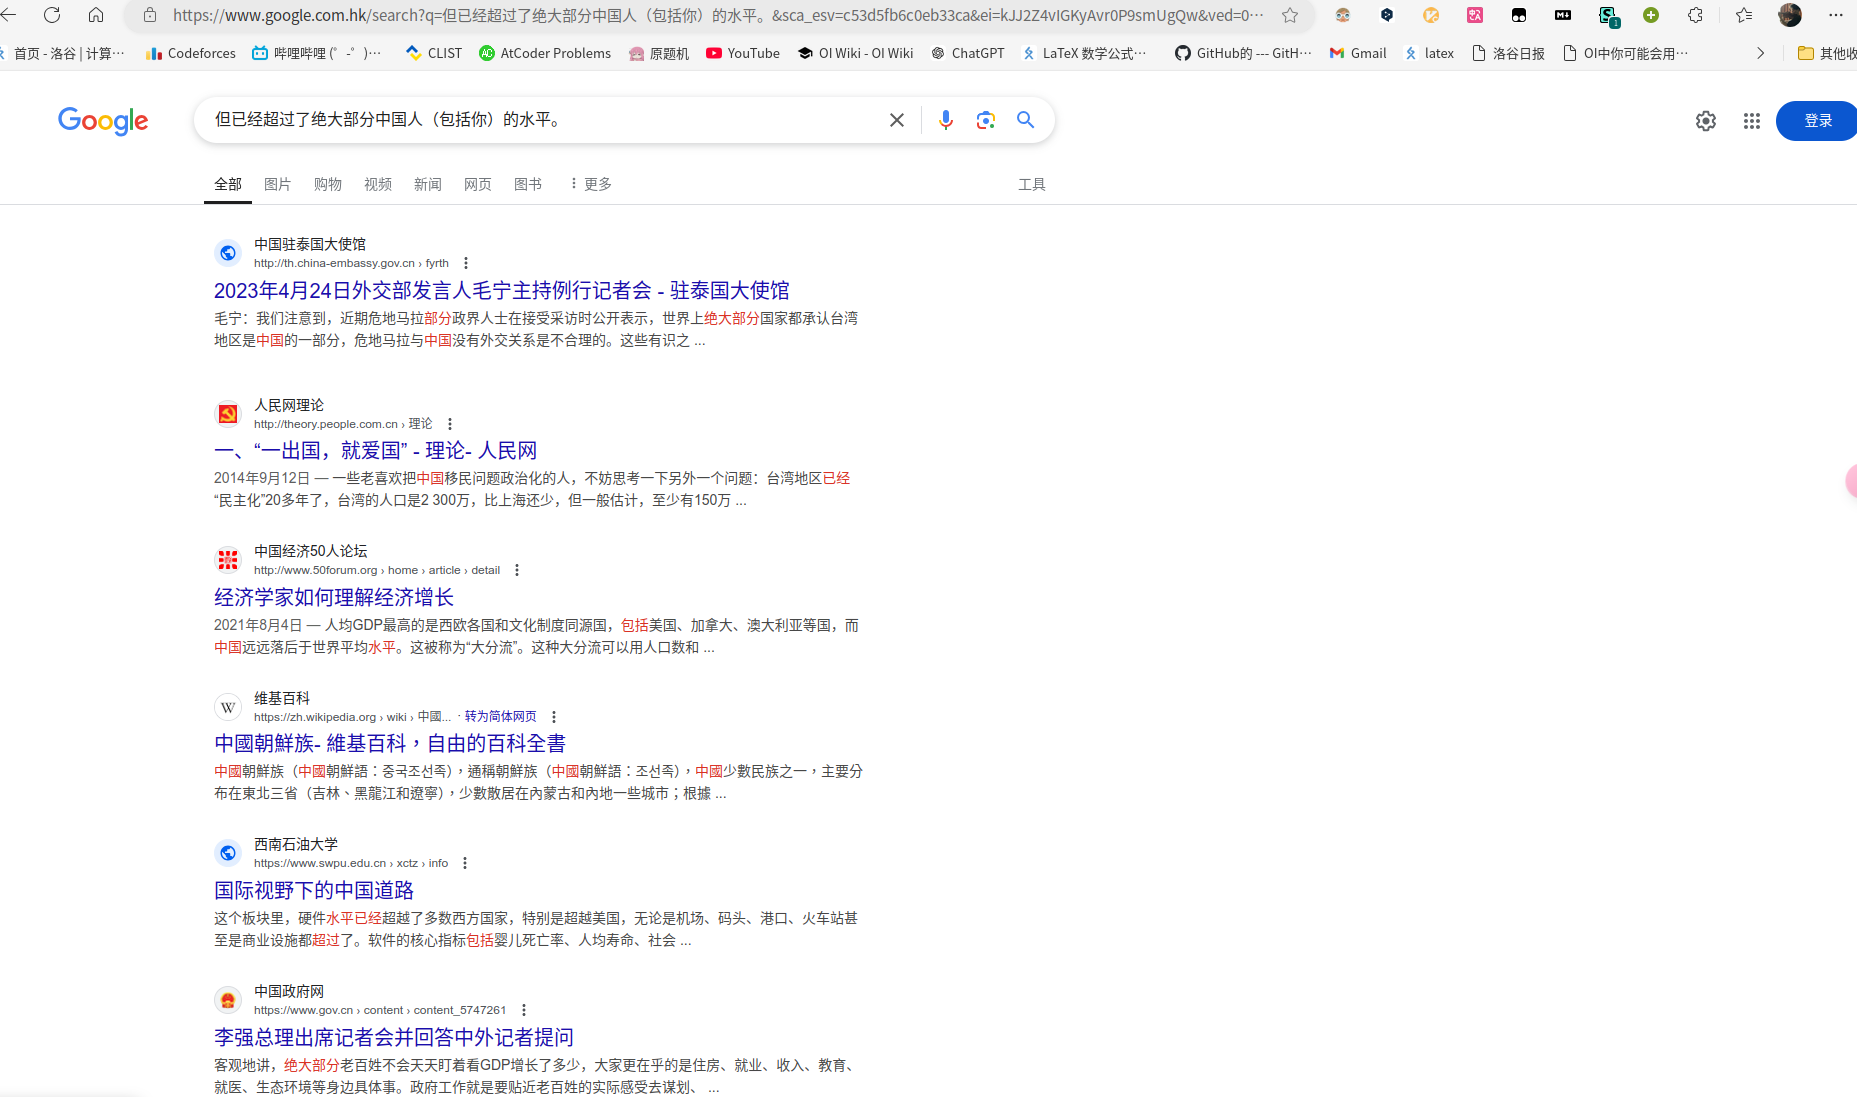 https://www.google.com.hk/search?q=但已经超过了绝大部分中国人（包括你）的水平。&sca_esv=c53d5fb6c0eb33ca&ei=kJJ2Z4vIGKyAvr0P9smUgQw&ved=0···
首页 - 洛谷 | 计算··· Codeforces 哔哩哔哩 (゜-゜)··· CLIST AtCoder Problems 原题机 YouTube OI Wiki - OI Wiki ChatGPT LaTeX 数学公式··· GitHub的 --- GitH··· Gmail latex 洛谷日报 OI中你可能会用··· 其他收
Google 但已经超过了绝大部分中国人（包括你）的水平。 登录
全部 图片 购物 视频 新闻 网页 图书 更多 工具
中国驻泰国大使馆
http://th.china-embassy.gov.cn › fyrth
2023年4月24日外交部发言人毛宁主持例行记者会 - 驻泰国大使馆
毛宁：我们注意到，近期危地马拉部分政界人士在接受采访时公开表示，世界上绝大部分国家都承认台湾
地区是中国的一部分，危地马拉与中国没有外交关系是不合理的。这些有识之 ...
人民网理论
http://theory.people.com.cn › 理论
一、“一出国，就爱国” - 理论- 人民网
2014年9月12日 — 一些老喜欢把中国移民问题政治化的人，不妨思考一下另外一个问题：台湾地区已经
“民主化”20多年了，台湾的人口是2 300万，比上海还少，但一般估计，至少有150万 ...
中国经济50人论坛
http://www.50forum.org › home › article › detail
经济学家如何理解经济增长
2021年8月4日 — 人均GDP最高的是西欧各国和文化制度同源国，包括美国、加拿大、澳大利亚等国，而
中国远远落后于世界平均水平。这被称为“大分流”。这种大分流可以用人口数和 ...
维基百科
https://zh.wikipedia.org › wiki › 中國... · 转为简体网页
中國朝鮮族- 維基百科，自由的百科全書
中國朝鮮族（中國朝鮮語：중국조선족），通稱朝鮮族（中國朝鮮語：조선족），中國少數民族之一，主要分
布在東北三省（吉林、黑龍江和遼寧），少數散居在內蒙古和內地一些城市；根據 ...
西南石油大学
https://www.swpu.edu.cn › xctz › info
国际视野下的中国道路
这个板块里，硬件水平已经超越了多数西方国家，特别是超越美国，无论是机场、码头、港口、火车站甚
至是商业设施都超过了。软件的核心指标包括婴儿死亡率、人均寿命、社会 ...
中国政府网
https://www.gov.cn › content › content_5747261
李强总理出席记者会并回答中外记者提问
客观地讲，绝大部分老百姓不会天天盯着看GDP增长了多少，大家更在乎的是住房、就业、收入、教育、
就医、生态环境等身边具体事。政府工作就是要贴近老百姓的实际感受去谋划、 ...